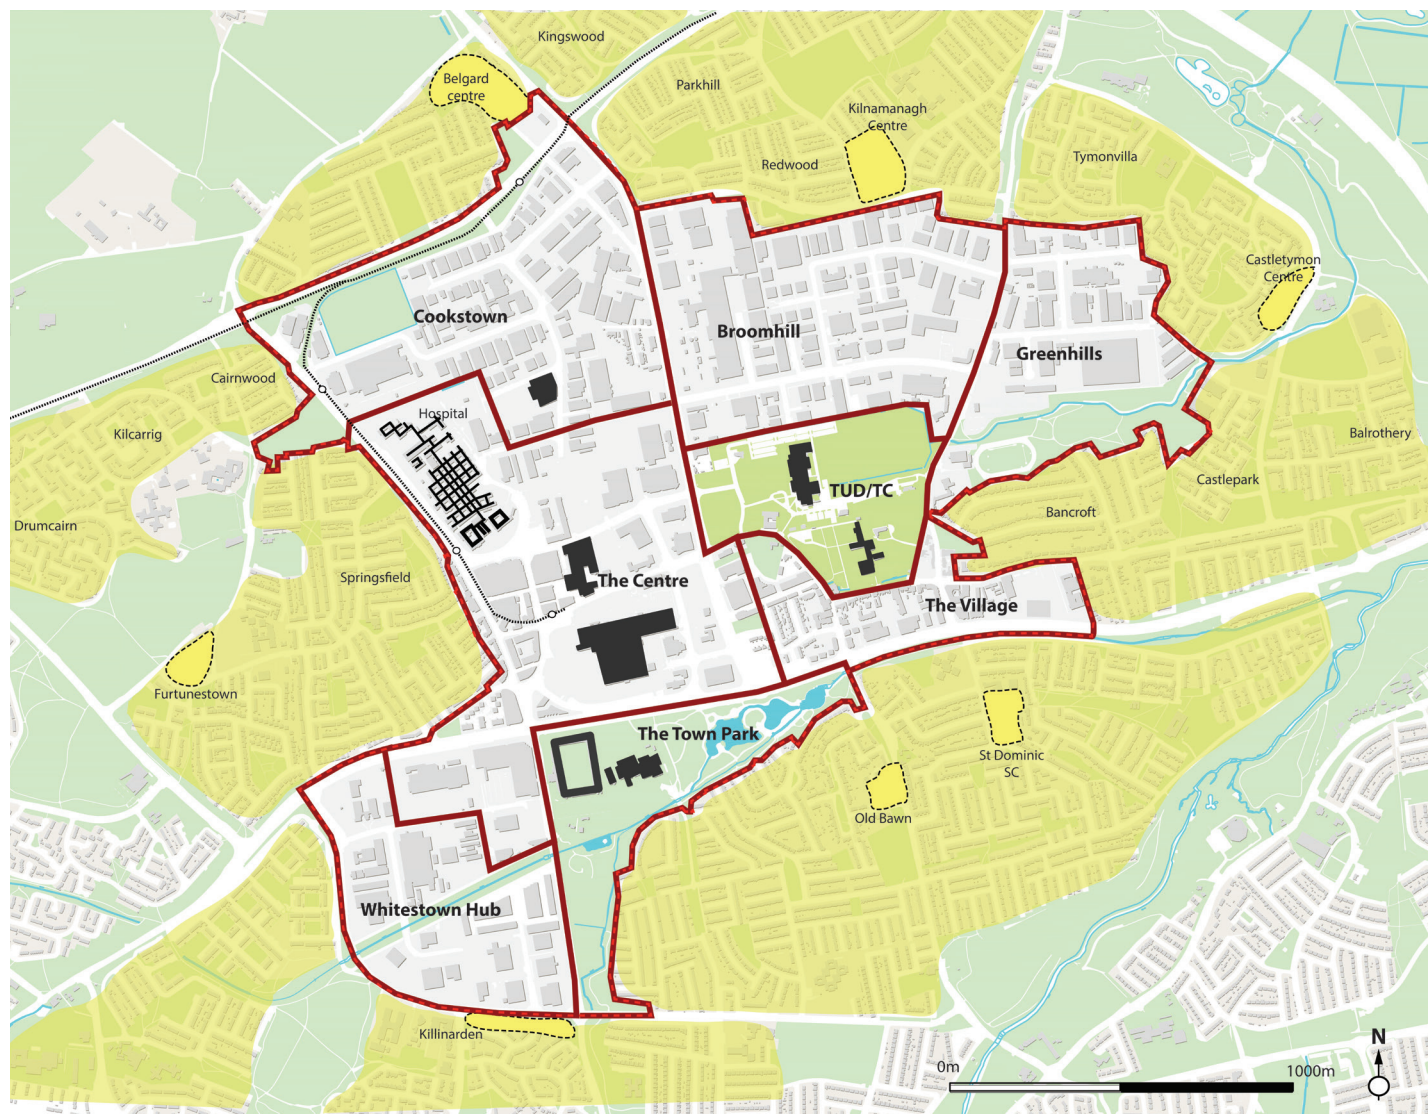 Kingswood
Belgard
centre
Parkhill
Kilnamanagh
Centre
Redwood
Tymonvilla
Castletymon
Centre
Cookstown
Broomhill
Greenhills
Cairnwood
Hospital
Kilcarrig
Balrothery
Castlepark
TUD/TC
Bancroft
Drumcairn
Springsfield
The Centre
The Village
Furtunestown
The Town Park
St Dominic
SC
Old Bawn
Whitestown Hub
Killinarden
N
0m
1000m